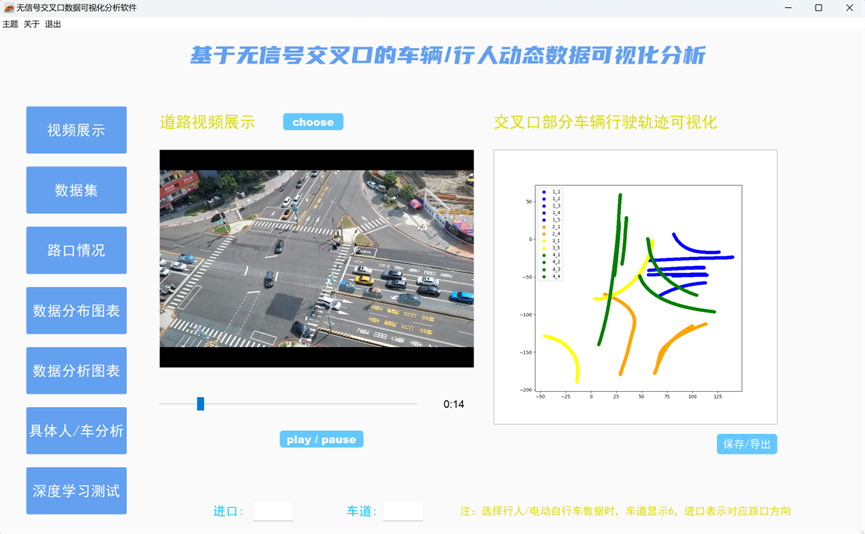 无信号交叉口数据可视化分析软件
主题 关于 退出
基于无信号交叉口的车辆/行人动态数据可视化分析
视频展示
数据集
路口情况
数据分布图表
数据分析图表
具体人/车分析
深度学习测试
道路视频展示
choose
0:14
play / pause
交叉口部分车辆行驶轨迹可视化
1_1
1_2
1_3
1_4
1_5
2_1
2_4
3_1
3_5
4_1
4_2
4_3
4_4
50
0
-50
-100
-150
-200
-50 -25 0 25 50 75 100 125
保存/导出
进口:
车道:
注：选择行人/电动自行车数据时，车道显示6，进口表示对应路口方向